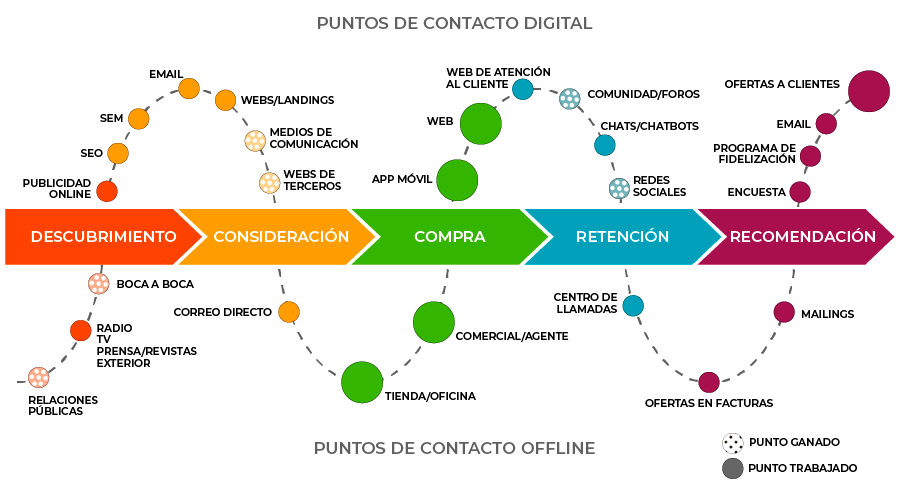 PUNTOS DE CONTACTO DIGITAL
EMAIL
SEM
SEO
PUBLICIDAD
ONLINE
WEBS/LANDINGS
MEDIOS DE
COMUNICACIÓN
WEBS DE
TERCEROS
WEB DE ATENCIÓN
AL CLIENTE
WEB
APP MÓVIL
COMUNIDAD/FOROS
CHATS/CHATBOTS
REDES
SOCIALES
OFERTAS A CLIENTES
EMAIL
PROGRAMA DE
FIDELIZACIÓN
ENCUESTA
DESCUBRIMIENTO
CONSIDERACIÓN
COMPRA
RETENCIÓN
RECOMENDACIÓN
BOCA A BOCA
RADIO
TV
PRENSA/REVISTAS
EXTERIOR
RELACIONES
PÚBLICAS
CORREO DIRECTO
TIENDA/OFICINA
COMERCIAL/AGENTE
CENTRO DE
LLAMADAS
OFERTAS EN FACTURAS
MAILINGS
PUNTOS DE CONTACTO OFFLINE
PUNTO GANADO
PUNTO TRABAJADO